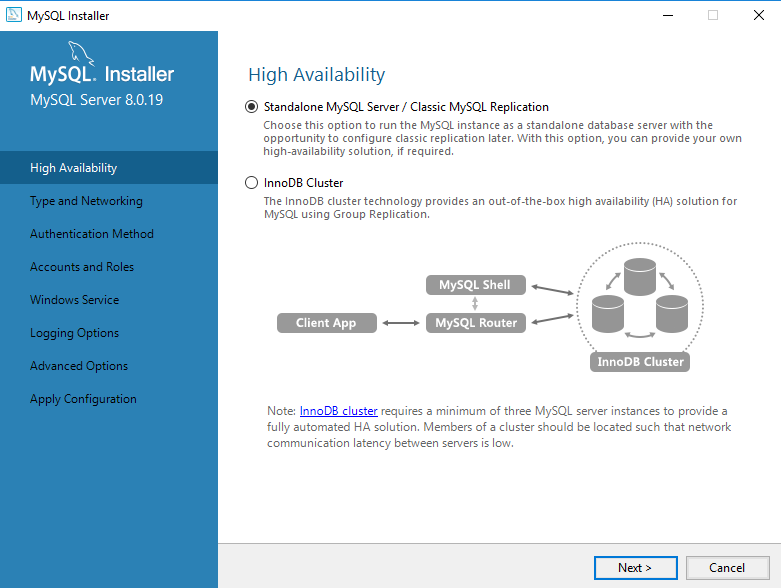 MySQL Installer
MySQL. Installer
MySQL Server 8.0.19
High Availability
Type and Networking
Authentication Method
Accounts and Roles
Windows Service
Logging Options
Advanced Options
Apply Configuration
High Availability
Standalone MySQL Server / Classic MySQL Replication
Choose this option to run the MySQL instance as a standalone database server with the
opportunity to configure classic replication later. With this option, you can provide your own
high-availability solution, if required.
InnoDB Cluster
The InnoDB cluster technology provides an out-of-the-box high availability (HA) solution for
MySQL using Group Replication.
MySQL Shell
Client App
MySQL Router
InnoDB Cluster
Note: InnoDB cluster requires a minimum of three MySQL server instances to provide a
fully automated HA solution. Members of a cluster should be located such that network
communication latency between servers is low.
Next >
Cancel